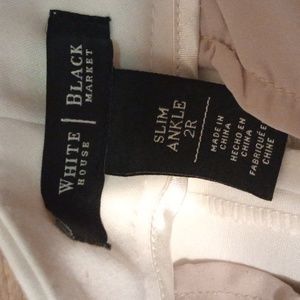 WHITE | BLACK
HOUSE | MARKET
SLIM
ANKLE
2R
MADE IN
CHINA
HECHO EN
CHINA
FABRIQUÉ EN
CHINE